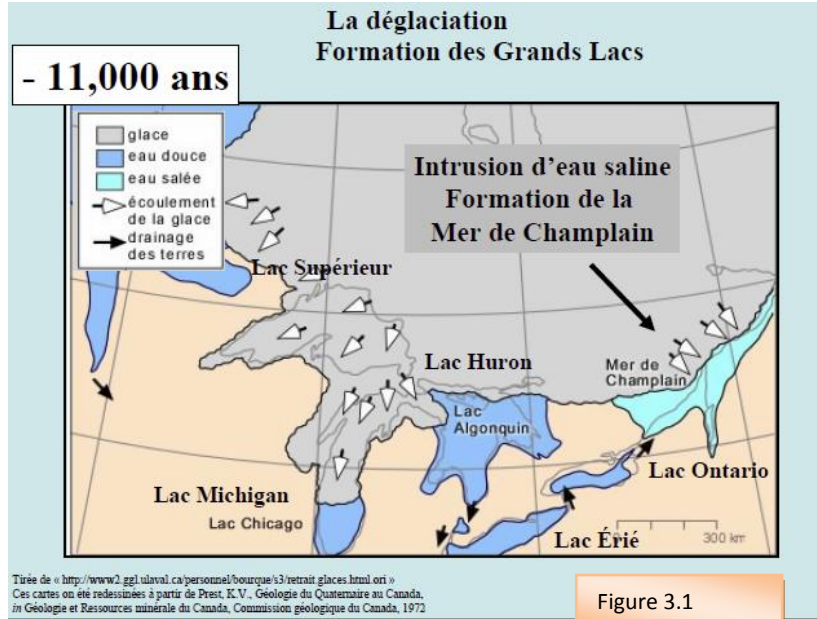 La déglaciation
Formation des Grands Lacs
- 11,000 ans
glace
eau douce
eau salée
écoulement
de la glace
drainage
des terres
Intrusion d'eau saline
Formation de la
Mer de Champlain
Lac Supérieur
Lac Huron
Mer de
Champlain
Lac
Algonquin
Lac Ontario
Lac Michigan
Lac Chicago
Lac Érié
300 km
Tirée de « http://www2.ggl.ulaval.ca/personnel/bourque/s3/retrait.glaces.html.ori »
Ces cartes on été redessinées à partir de Prest, K.V., Géologie du Quaternaire au Canada,
in Géologie et Ressources minérale du Canada, Commission géologique du Canada, 1972
Figure 3.1